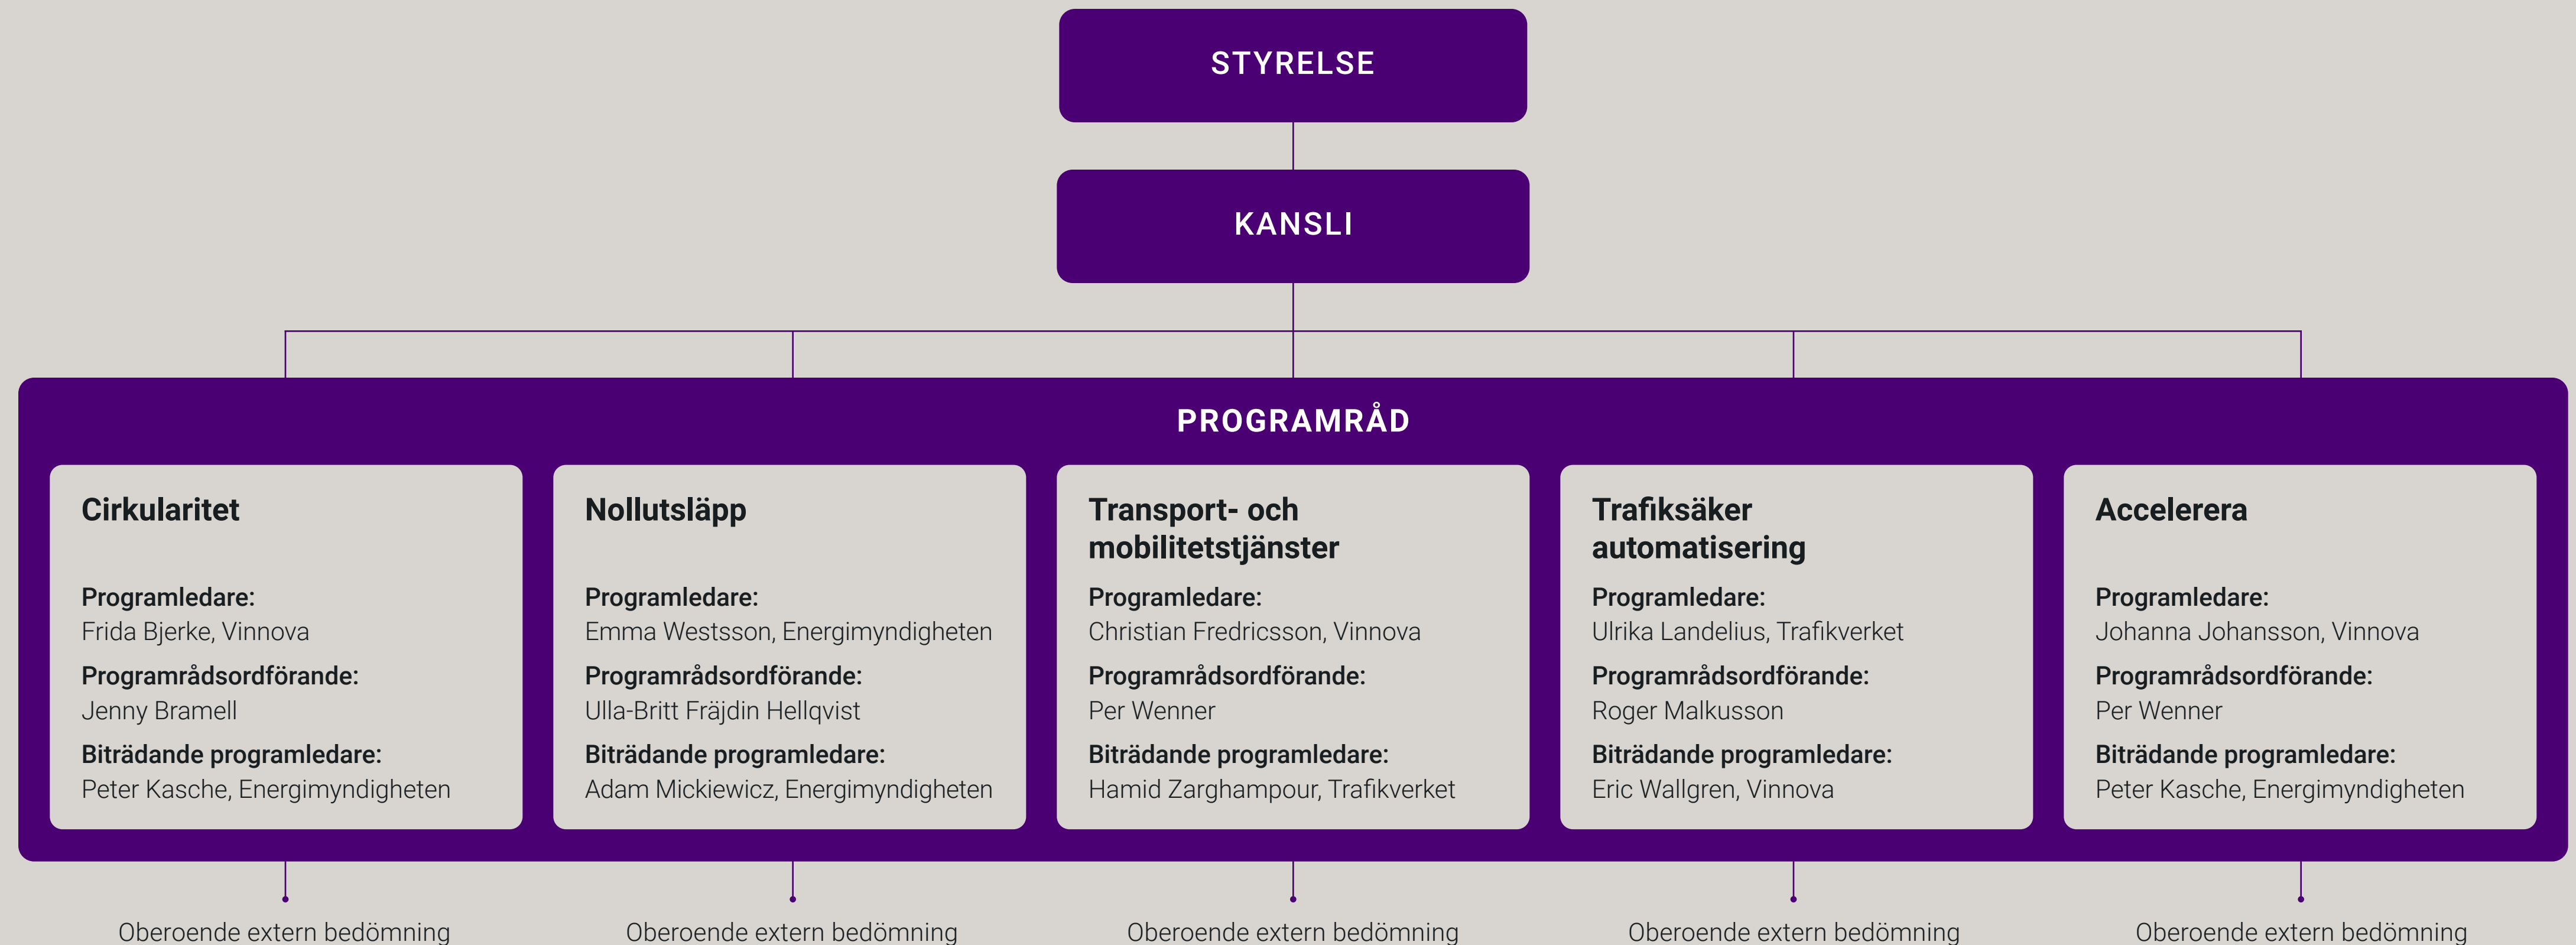 STYRELSE
KANSLI
PROGRAMRÅD
Cirkularitet
Programledare:
Frida Bjerke, Vinnova
Programrådsordförande:
Jenny Bramell
Biträdande programledare:
Peter Kasche, Energimyndigheten
Nollutsläpp
Programledare:
Emma Westsson, Energimyndigheten
Programrådsordförande:
Ulla-Britt Fräjdin Hellqvist
Biträdande programledare:
Adam Mickiewicz, Energimyndigheten
Transport- och
mobilitetstjänster
Programledare:
Christian Fredricsson, Vinnova
Programrådsordförande:
Per Wenner
Biträdande programledare:
Hamid Zarghampour, Trafikverket
Trafiksäker
automatisering
Programledare:
Ulrika Landelius, Trafikverket
Programrådsordförande:
Roger Malkusson
Biträdande programledare:
Eric Wallgren, Vinnova
Accelerera
Programledare:
Johanna Johansson, Vinnova
Programrådsordförande:
Per Wenner
Biträdande programledare:
Peter Kasche, Energimyndigheten
Oberoende extern bedömning
Oberoende extern bedömning
Oberoende extern bedömning
Oberoende extern bedömning
Oberoende extern bedömning